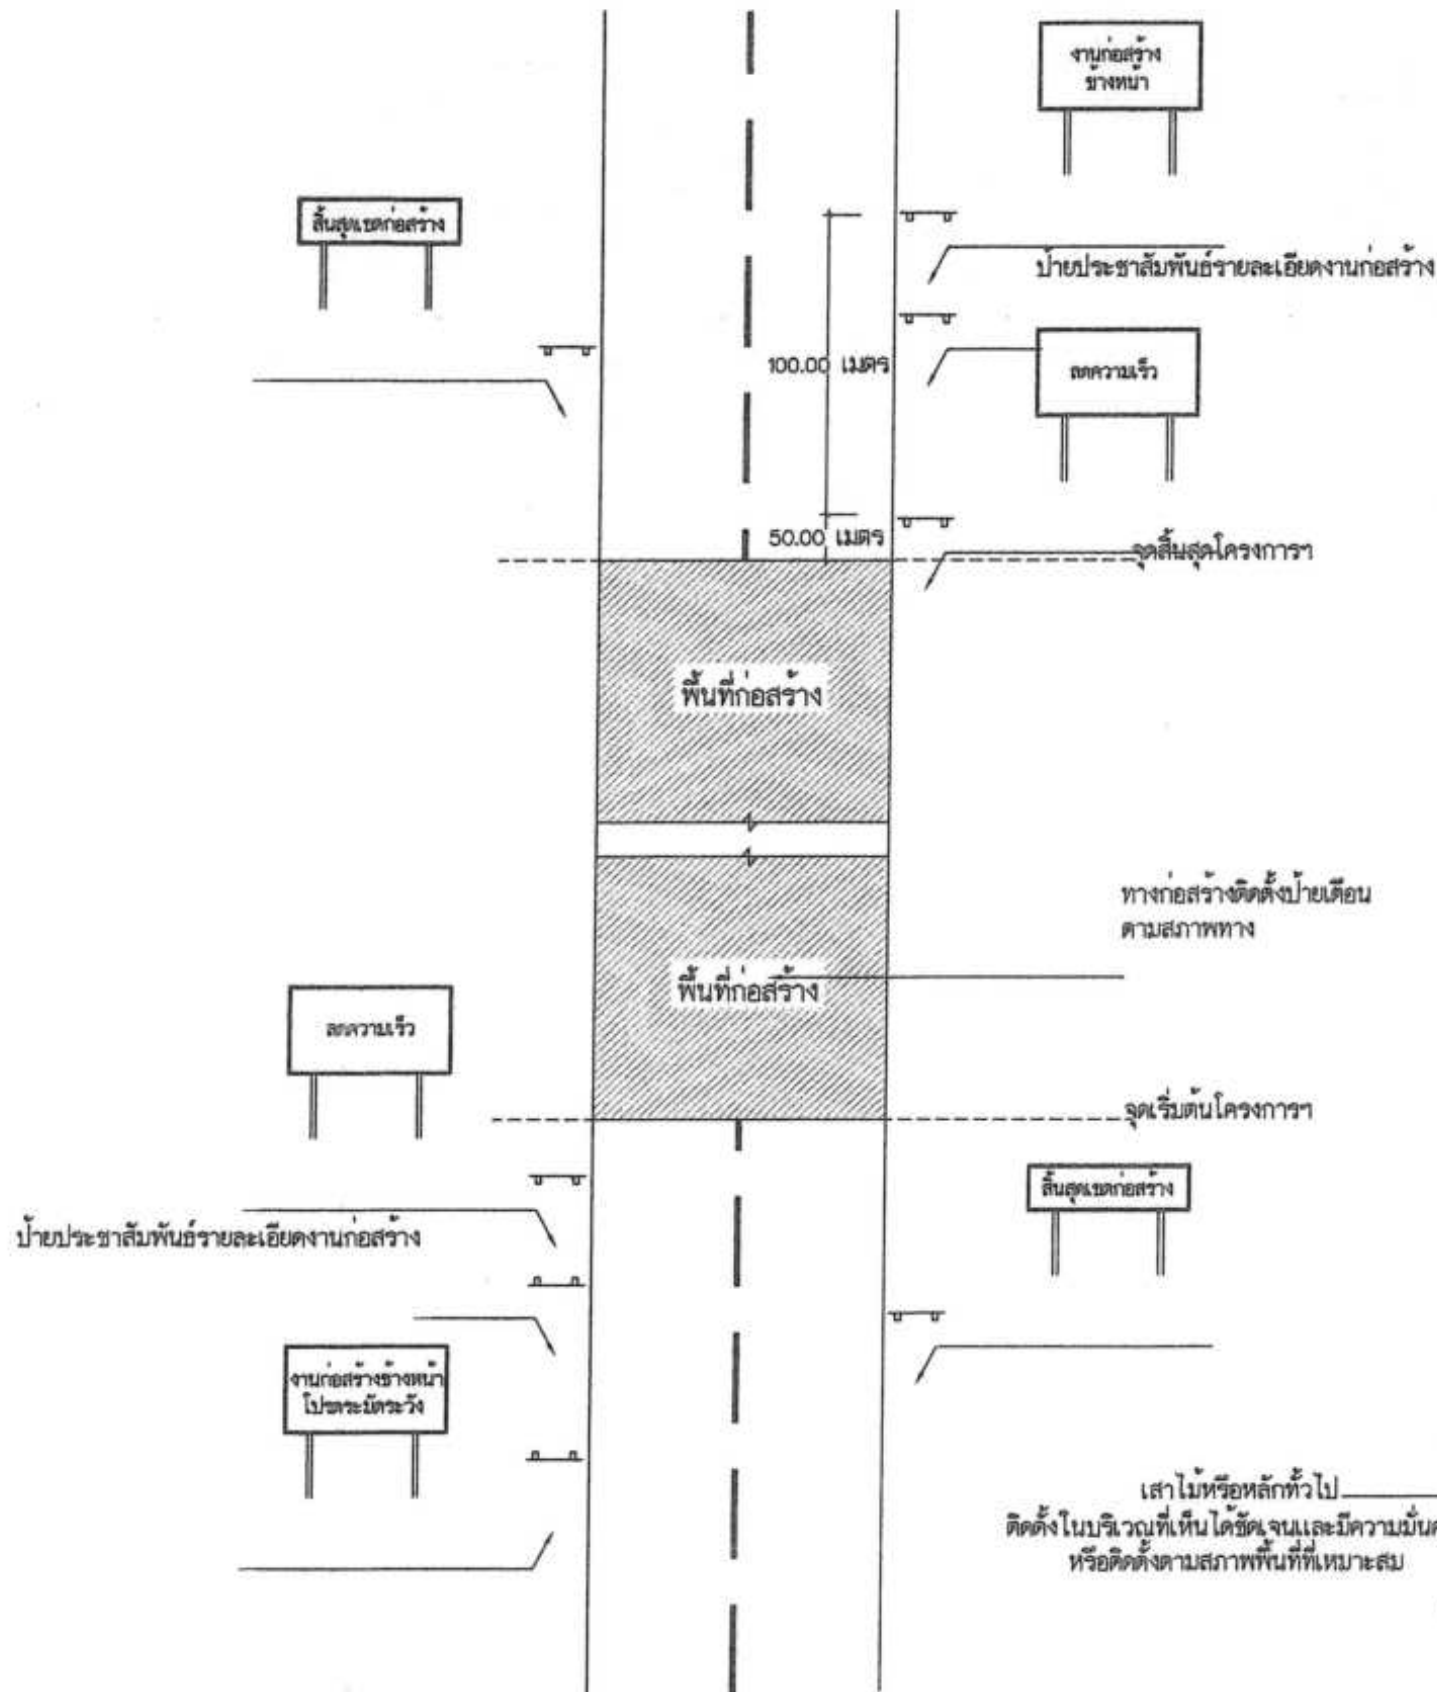 งานก่อสร้าง
ข้างหน้า
สิ้นสุดเขตก่อสร้าง
ป้ายประชาสัมพันธ์รายละเอียดงานก่อสร้าง
100.00 เมตร
ลดความเร็ว
50.00 เมตร
จุดสิ้นสุดโครงการฯ
พื้นที่ก่อสร้าง
ทางก่อสร้างติดตั้งป้ายเตือน
ตามสภาพทาง
พื้นที่ก่อสร้าง
ลดความเร็ว
จุดเริ่มต้นโครงการฯ
สิ้นสุดเขตก่อสร้าง
ป้ายประชาสัมพันธ์รายละเอียดงานก่อสร้าง
งานก่อสร้างข้างหน้า
โปรดระมัดระวัง
เสาไม้หรือหลักทั่วไป
ติดตั้งในบริเวณที่เห็นได้ชัดเจนและมีความมั่น
หรือติดตั้งตามสภาพพื้นที่ที่เหมาะสม